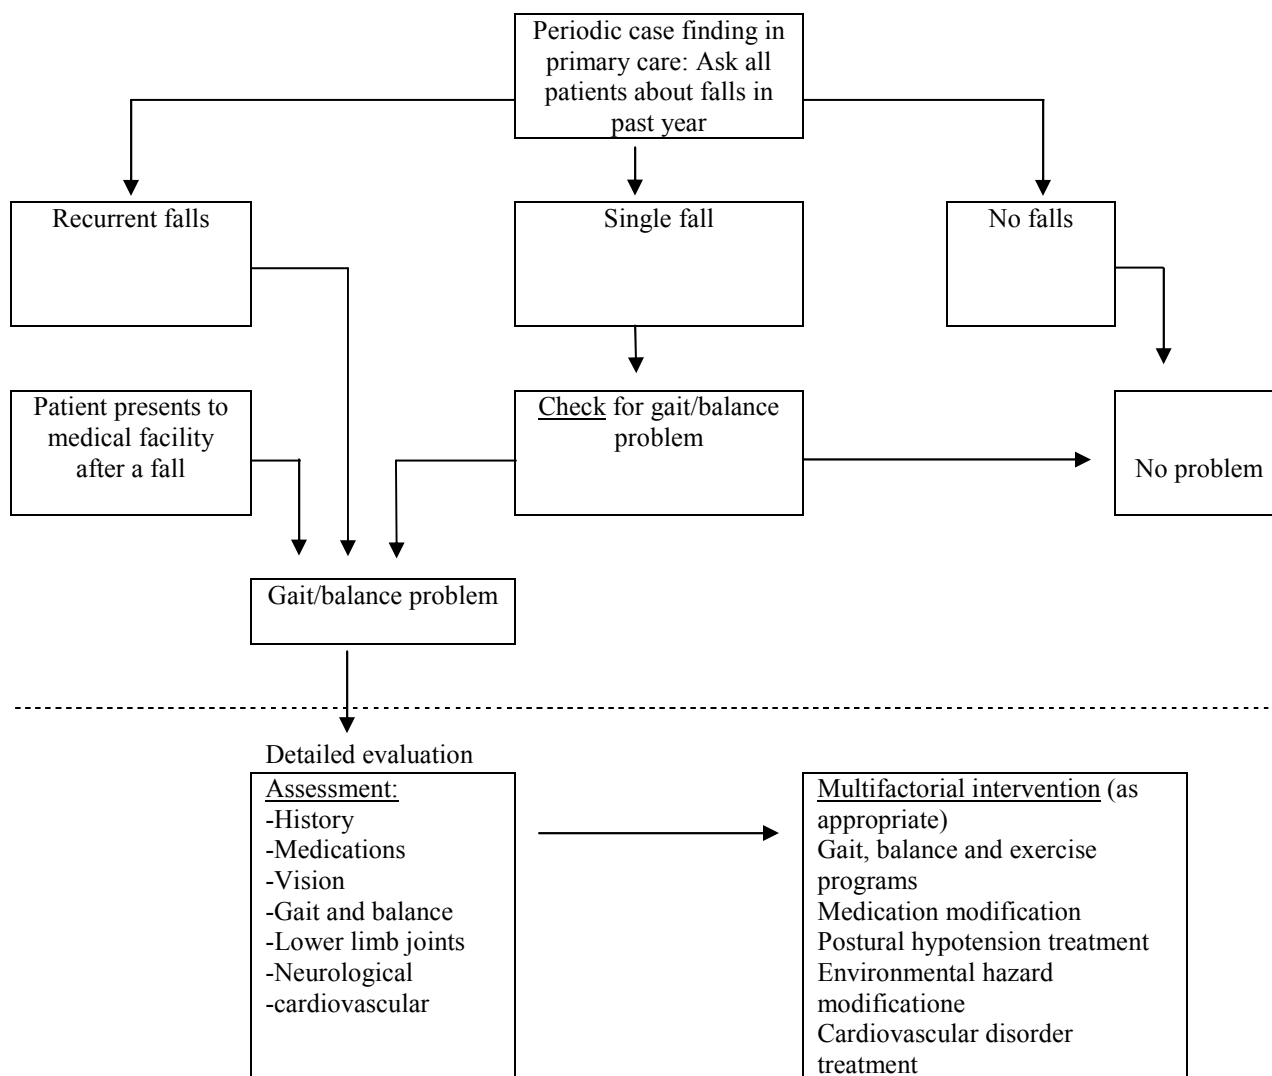 Periodic case finding in
primary care: Ask all
patients about falls in
past year
Recurrent falls
Single fall
No falls
Patient presents to
medical facility
after a fall
Check for gait/balance
problem
No problem
Gait/balance problem
Detailed evaluation
Assessment:
-History
-Medications
-Vision
-Gait and balance
-Lower limb joints
-Neurological
-cardiovascular
Multifactorial intervention (as
appropriate)
Gait, balance and exercise
programs
Medication modification
Postural hypotension treatment
Environmental hazard
modificatione
Cardiovascular disorder
treatment